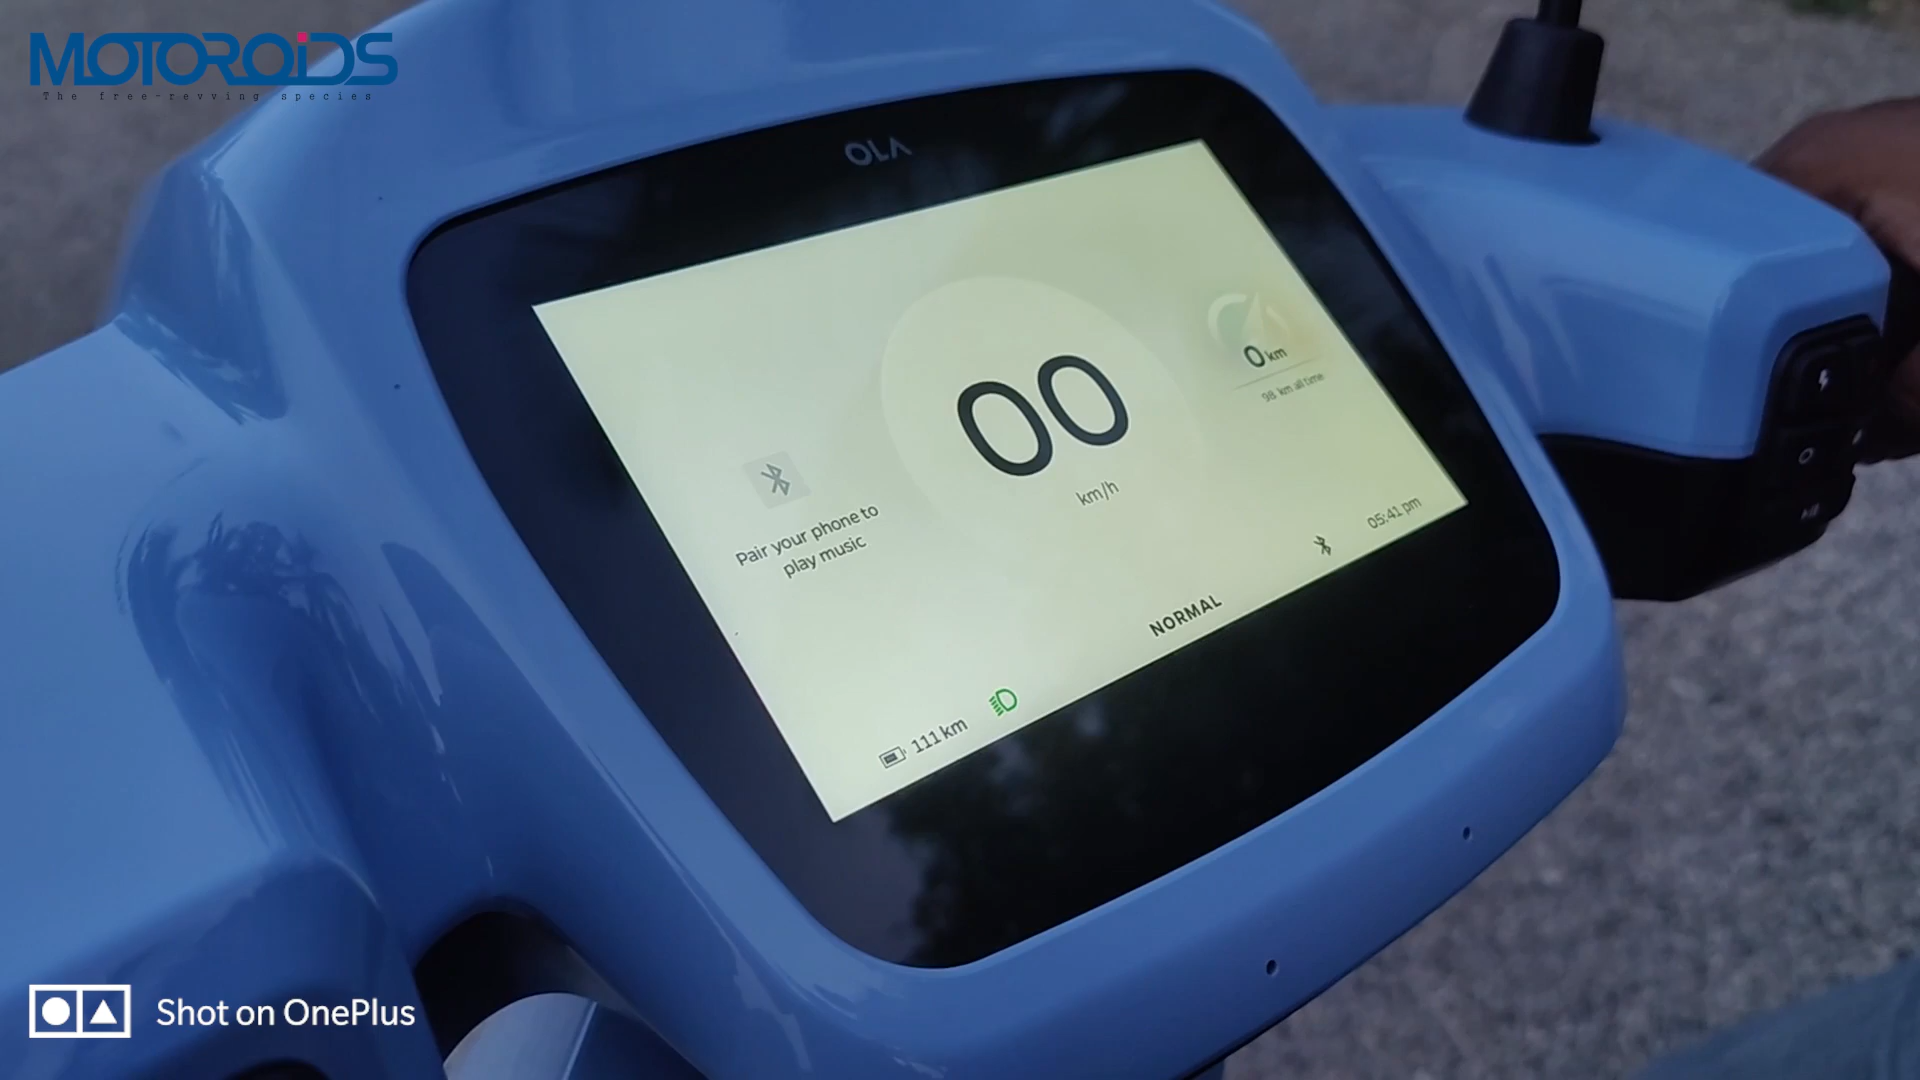 MOTOROiDS
The free-revving species
OLA
00
km/h
0 km
98 km all time
Pair your phone to
play music
05:41 pm
NORMAL
111 km
Shot on OnePlus